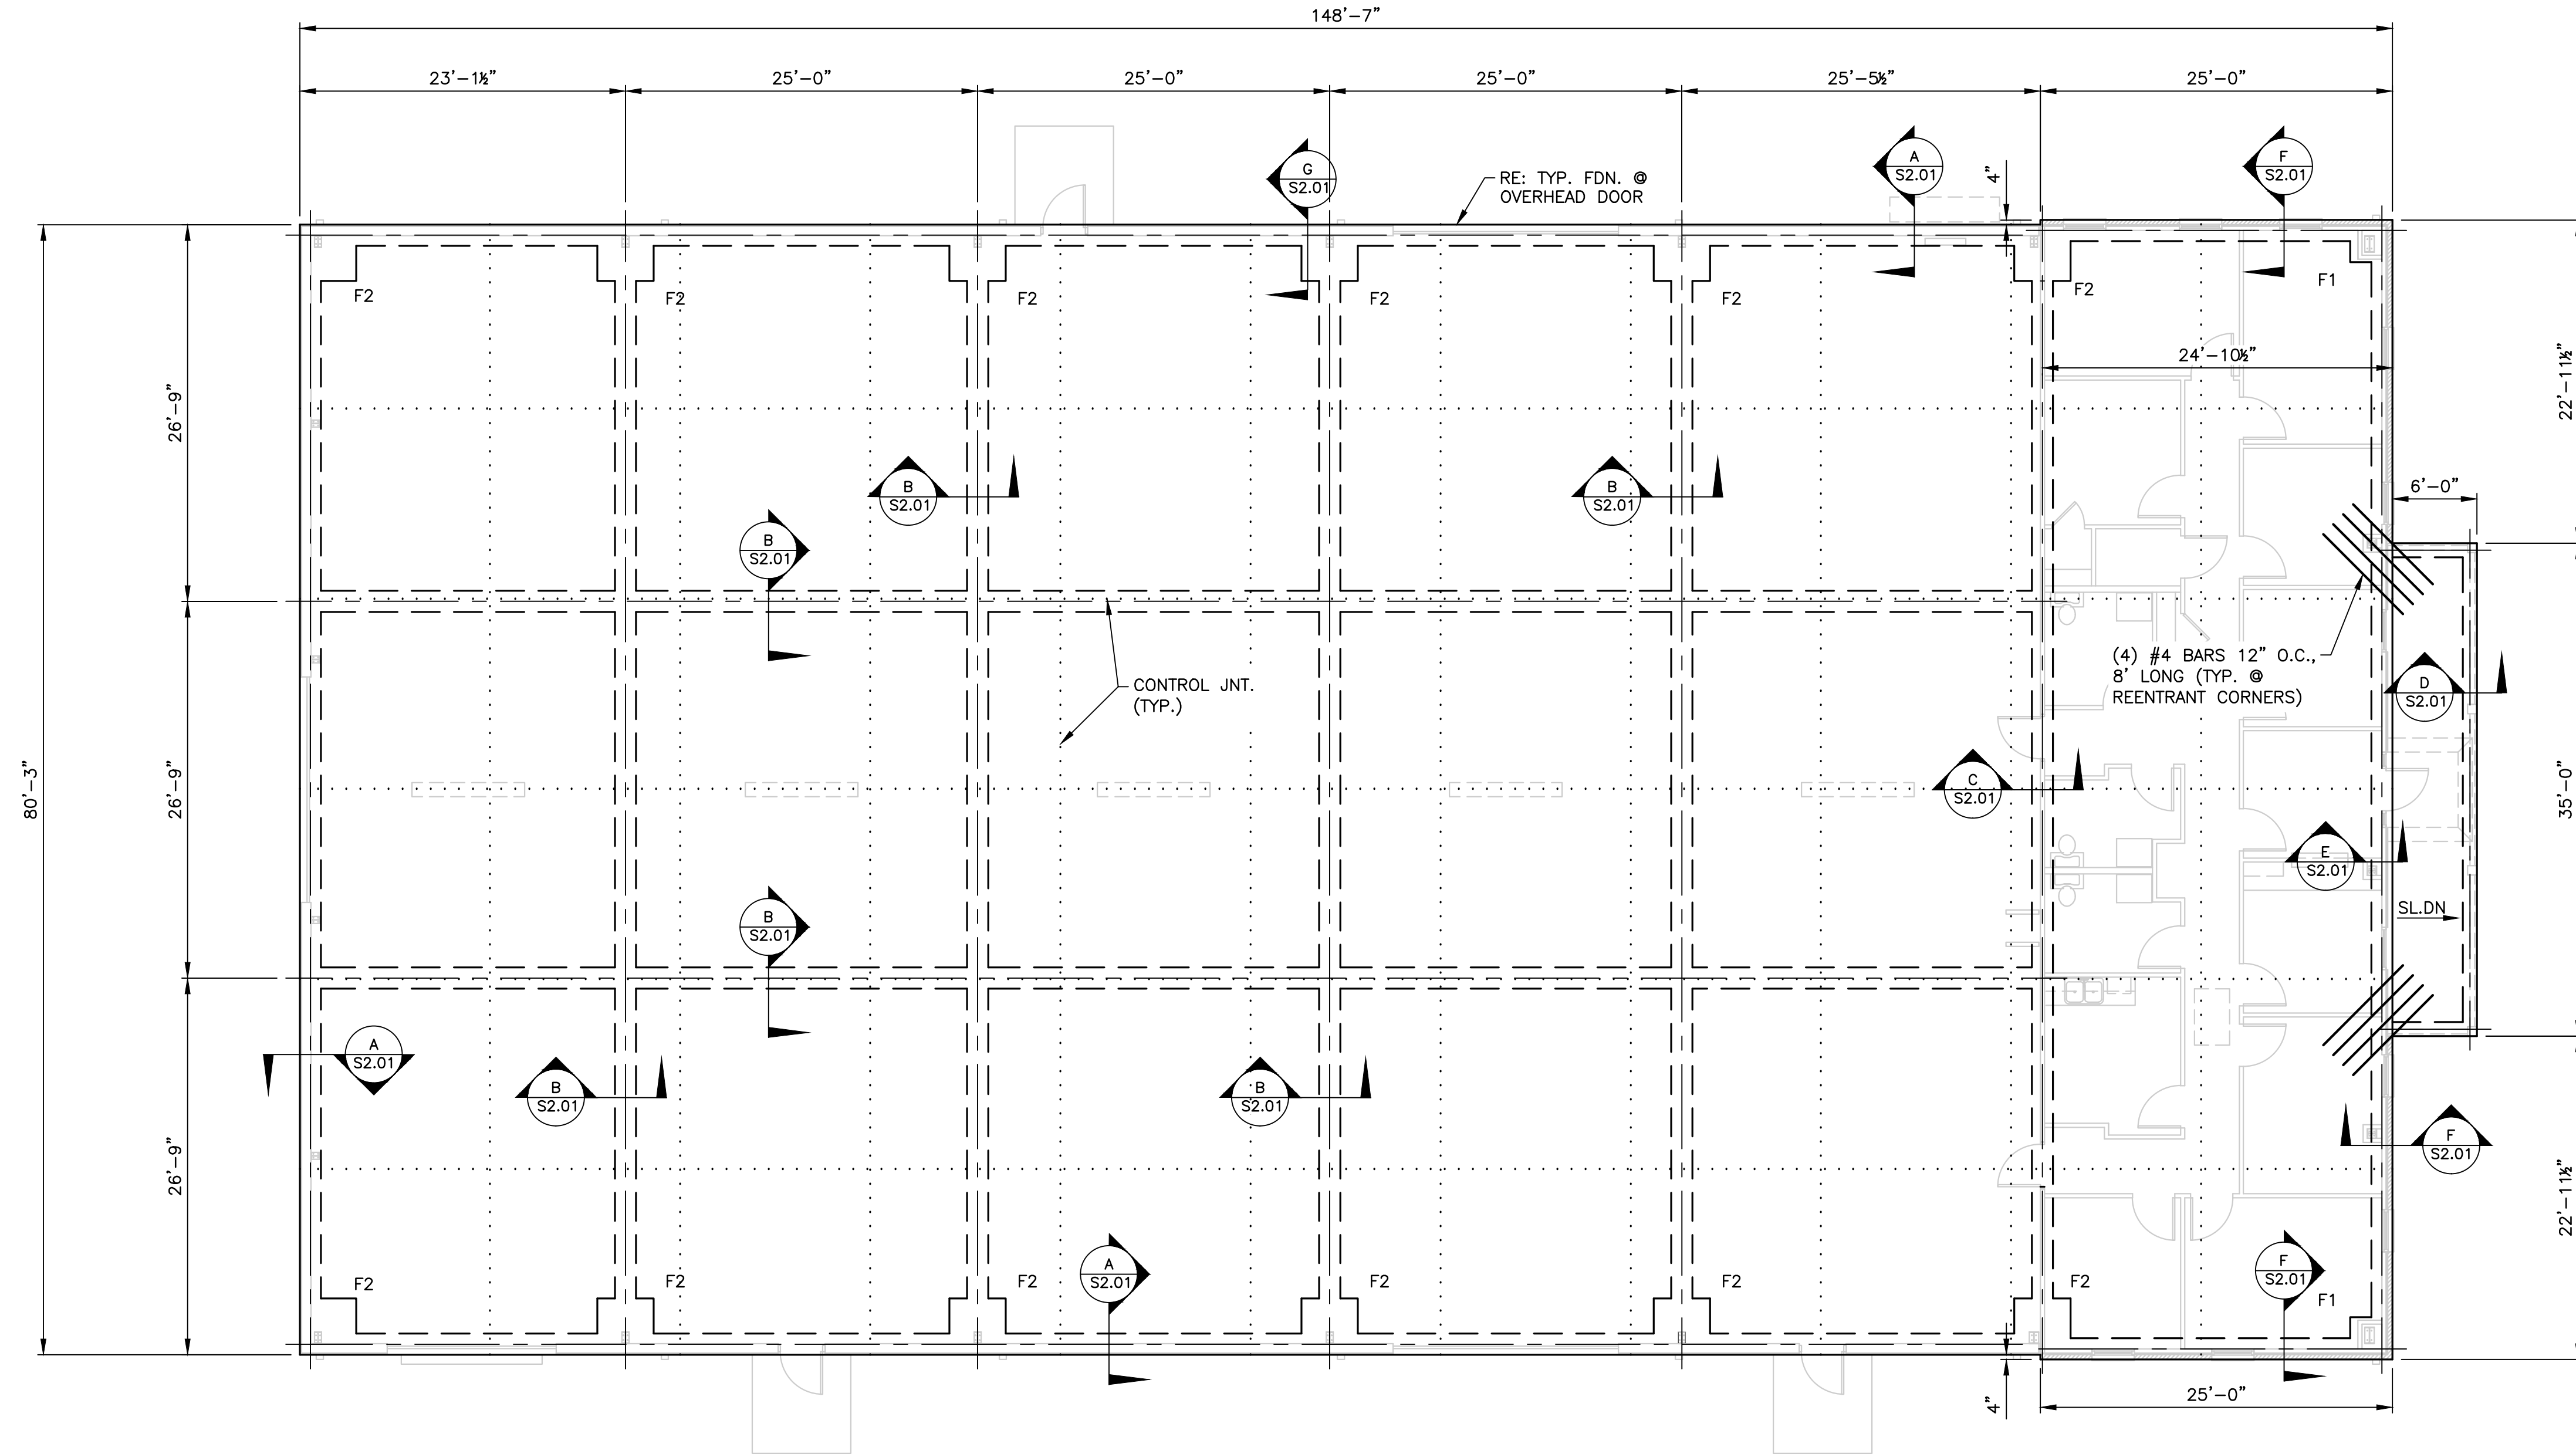 148'-7"
23'-1½"
25'-0"
25'-0"
25'-0"
25'-5½"
25'-0"
G
S2.01
RE: TYP. FDN. @
OVERHEAD DOOR
A
S2.01
4"
F
S2.01
F2
F2
F2
F2
F2
F2
F1
24'-10½"
26'-9"
22'-11½"
B
S2.01
B
S2.01
B
S2.01
6'-0"
(4) #4 BARS 12" O.C.,
8' LONG (TYP. @
REENTRANT CORNERS)
CONTROL JNT.
(TYP.)
D
S2.01
80'-3"
26'-9"
C
S2.01
35'-0"
E
S2.01
SL.DN
B
S2.01
A
S2.01
B
S2.01
B
S2.01
F
S2.01
26'-9"
22'-11½"
A
S2.01
F
S2.01
F2
F2
F2
F2
F2
F2
F1
4"
25'-0"